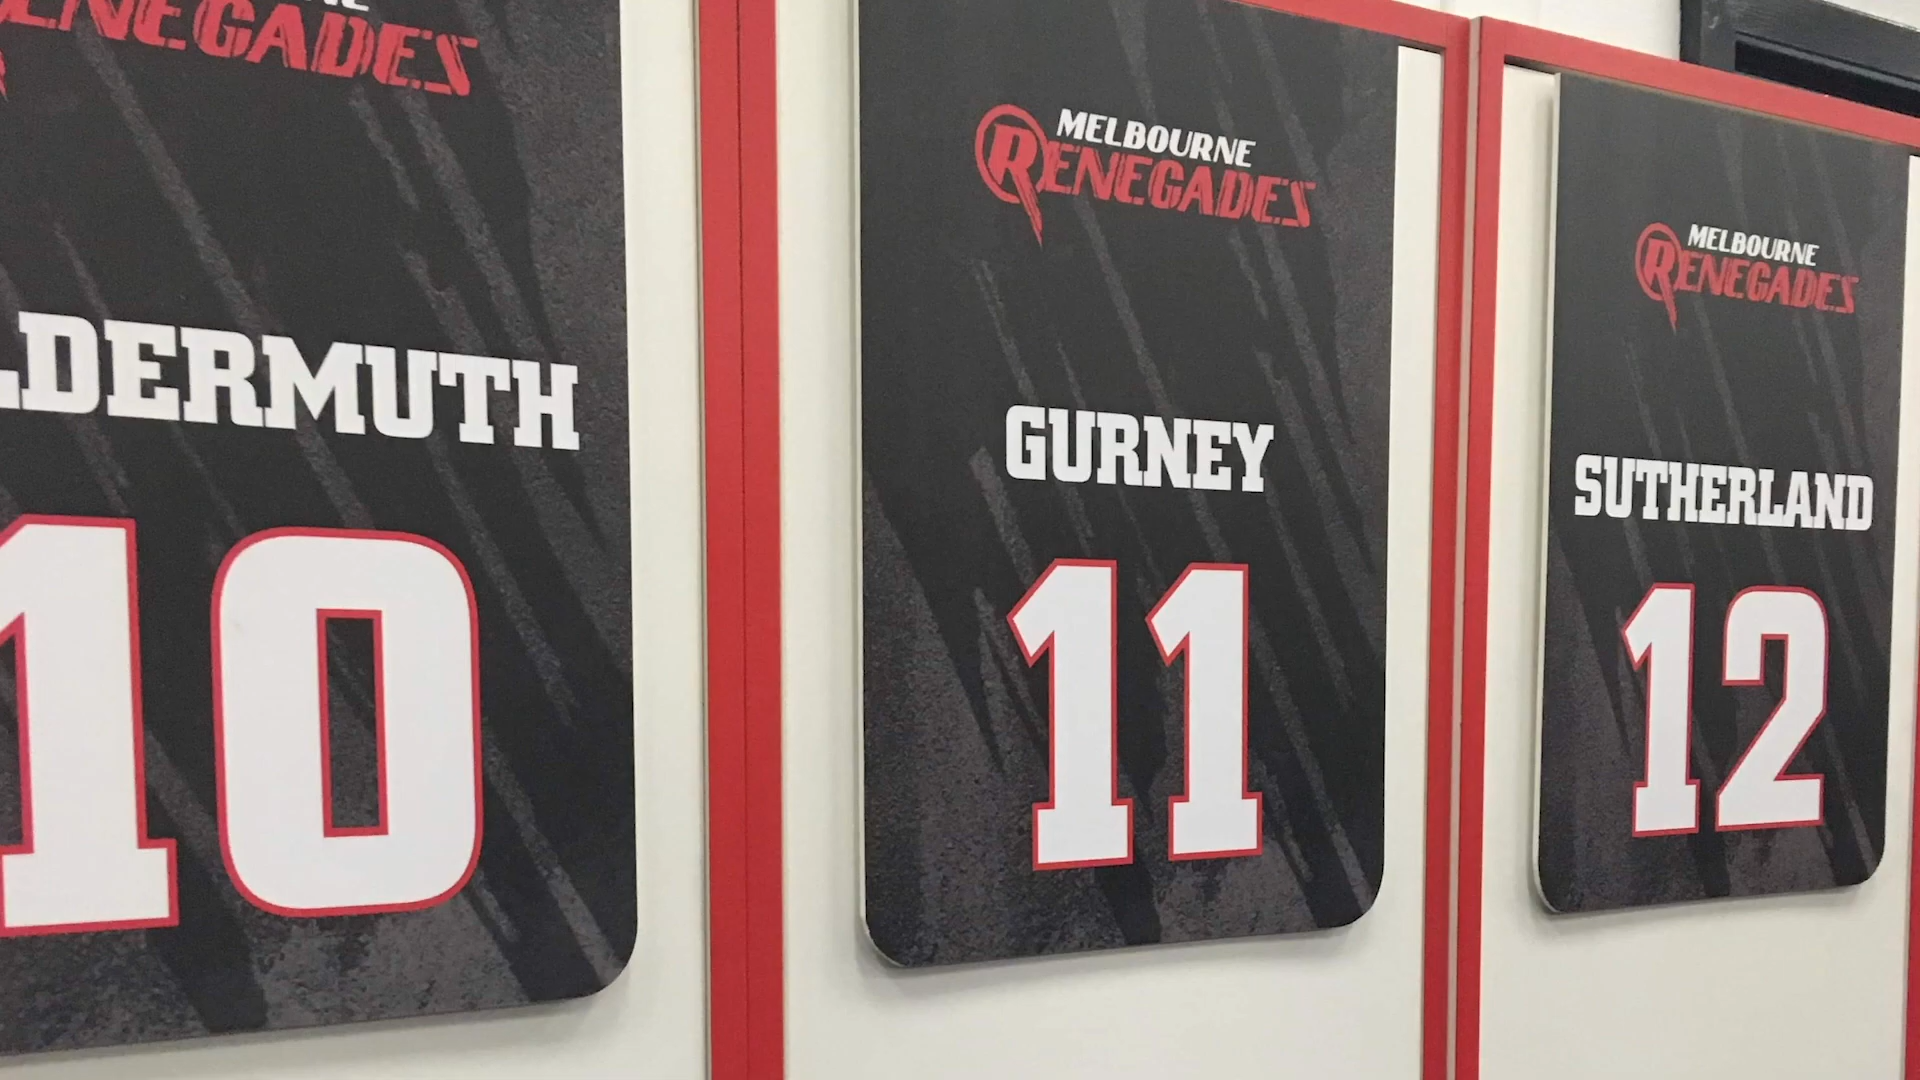 RENEGADES
LDERMUTH
10
MELBOURNE
RENEGADES
GURNEY
11
MELBOURNE
RENEGADES
SUTHERLAND
12